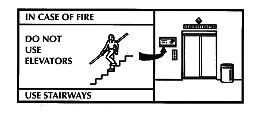 IN CASE OF FIRE
DO NOT
USE
ELEVATORS
USE STAIRWAYS